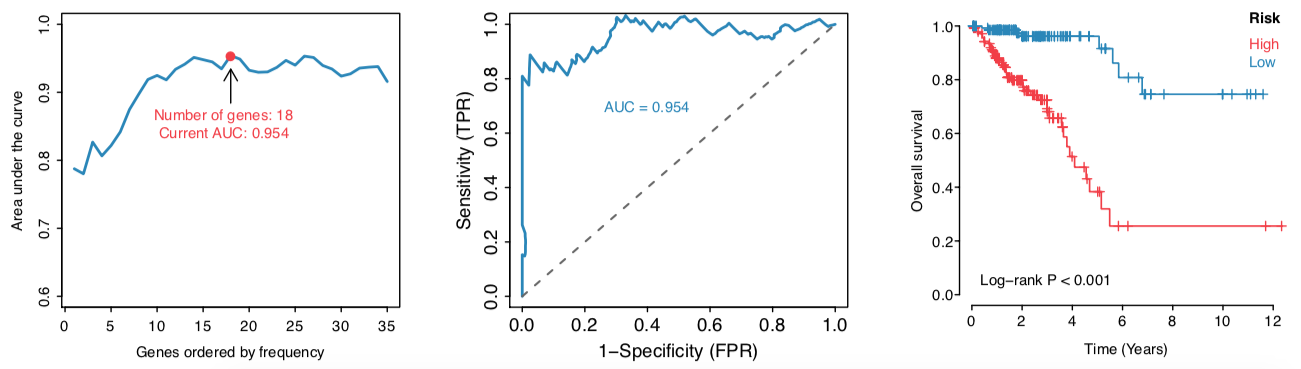 Area under the curve
1.0
0.9
0.8
0.7
0.6
Number of genes: 18
Current AUC: 0.954
0 5 10 15 20 25 30 35
Genes ordered by frequency
Sensitivity (TPR)
1.0
0.8
0.6
0.4
0.2
0.0
AUC = 0.954
0.0 0.2 0.4 0.6 0.8 1.0
1−Specificity (FPR)
Risk
High
Low
Overall survival
1.0
0.8
0.6
0.4
0.2
0.0
Log−rank P < 0.001
0 2 4 6 8 10 12
Time (Years)